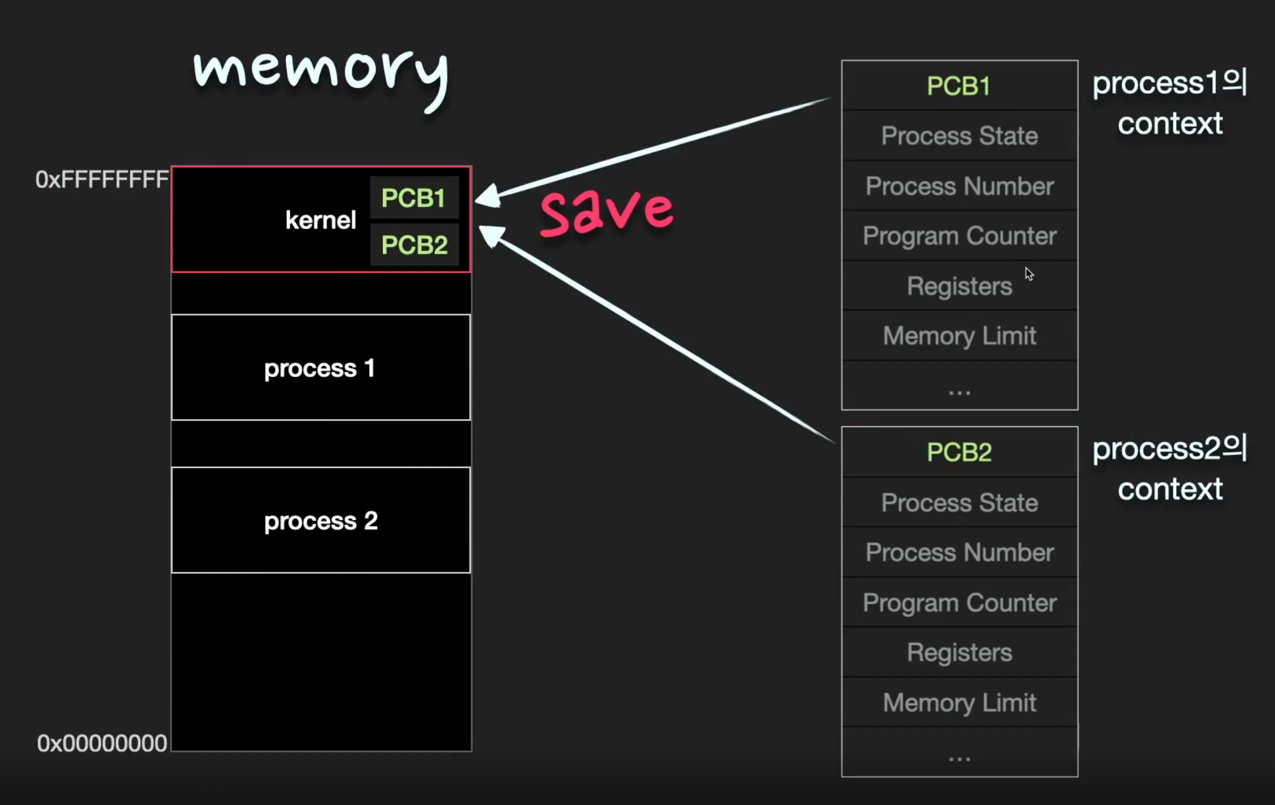 memory
0xFFFFFFFF
kernel
PCB1
PCB2
save
process 1
process 2
0x00000000
PCB1
Process State
Process Number
Program Counter
Registers
Memory Limit
...
process1의
context
PCB2
Process State
Process Number
Program Counter
Registers
Memory Limit
...
process2의
context